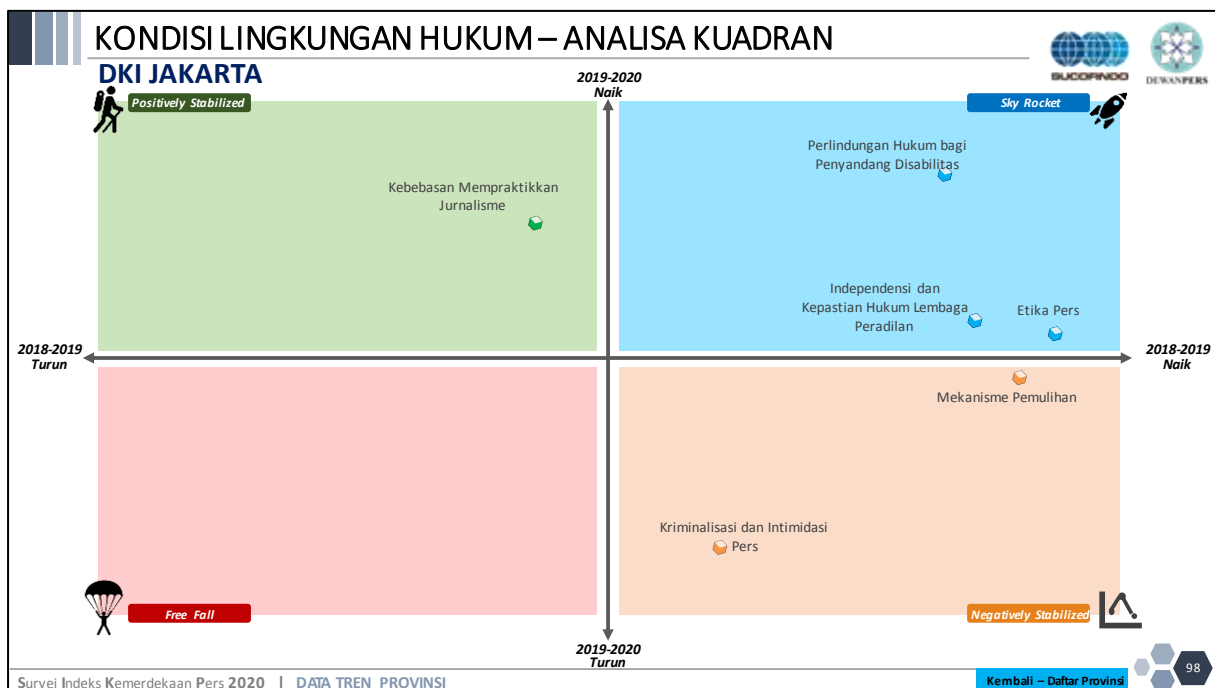 KONDISI LINGKUNGAN HUKUM – ANALISA KUADRAN
DKI JAKARTA
SUCOFINDO
DEWAN PERS
2019-2020
Naik
Positively Stabilized
Sky Rocket
Perlindungan Hukum bagi
Penyandang Disabilitas
Kebebasan Mempraktikkan
Jurnalisme
Independensi dan
Kepastian Hukum Lembaga
Peradilan
Etika Pers
2018-2019
Turun
2018-2019
Naik
Mekanisme Pemulihan
Kriminalisasi dan Intimidasi
Pers
Free Fall
Negatively Stabilized
2019-2020
Turun
Survei Indeks Kemerdekaan Pers 2020 | DATA TREN PROVINSI
Kembali – Daftar Provinsi
98